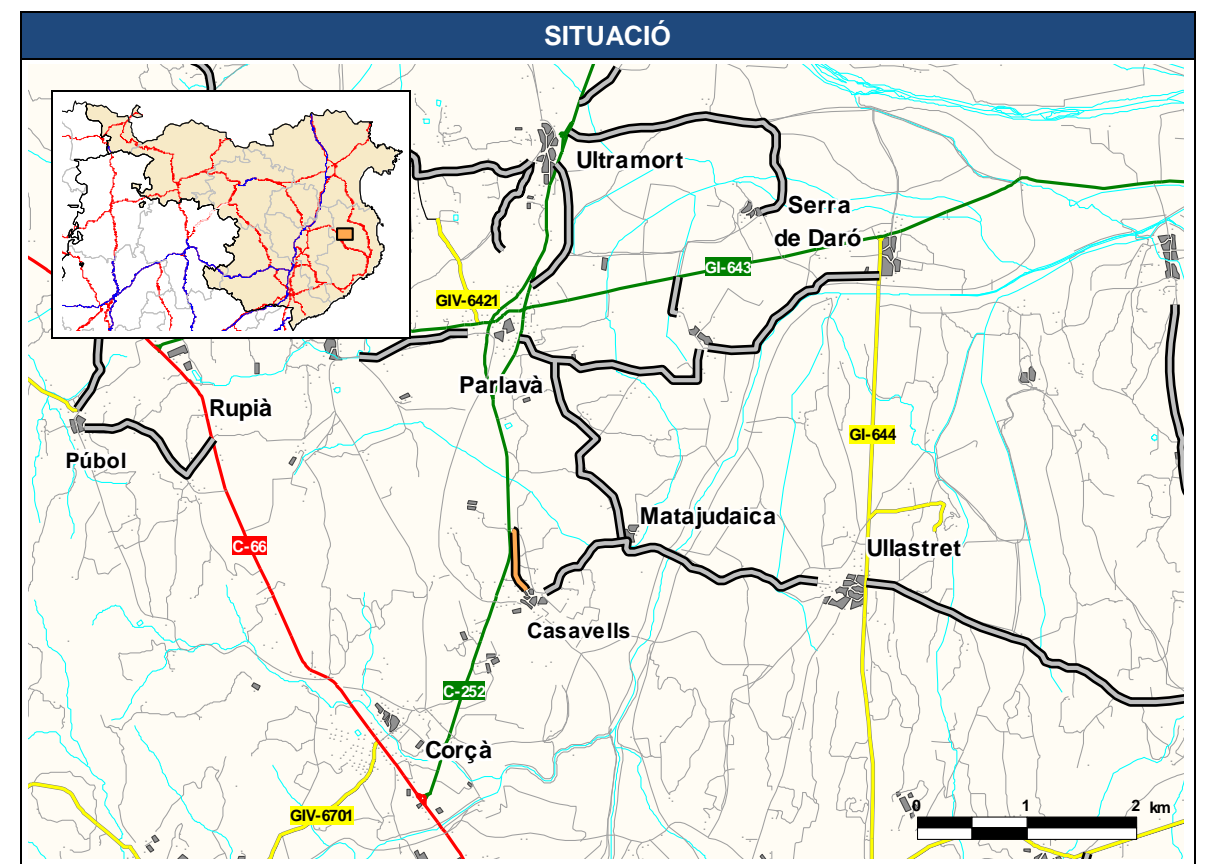 SITUACIÓ
Ultramort
Serra
de Daró
GI-643
GIV-6421
Parlavà
Rupià
GI-644
Púbol
Matajudaica
C-66
Ullastret
Casavells
C-252
Corçà
0 1 2 km
GIV-6701